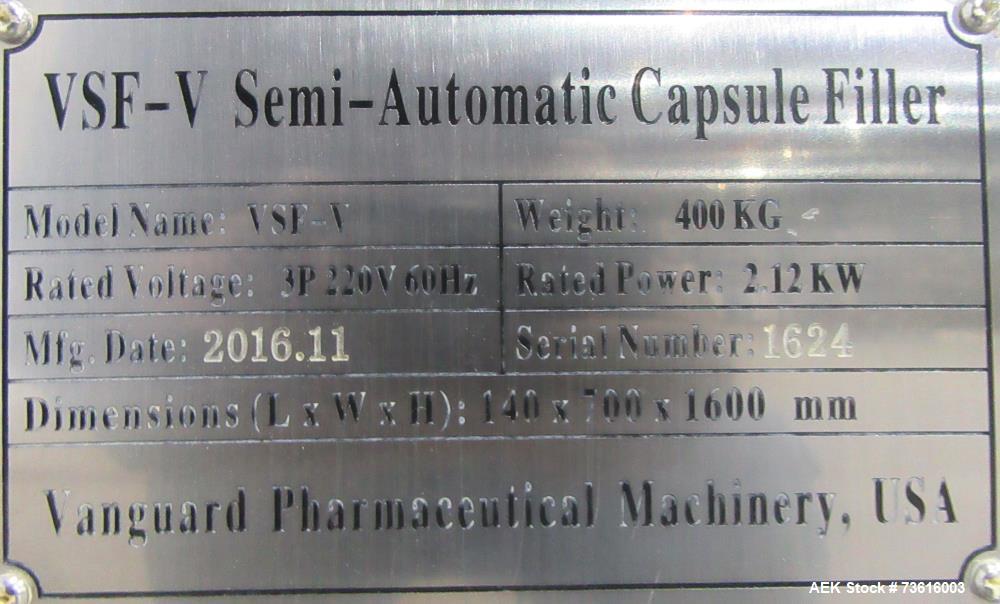 VSF-V Semi-Automatic Capsule Filler
Model Name: VSF-V Weight: 400 KG
Rated Voltage: 3P 220V 60Hz Rated Power: 2.12 KW
Mfg. Date: 2016.11 Serial Number: 1624
Dimensions (L x W x H): 140 x 700 x 1600 mm
Vanguard Pharmaceutical Machinery, USA
AEK Stock # 73616003